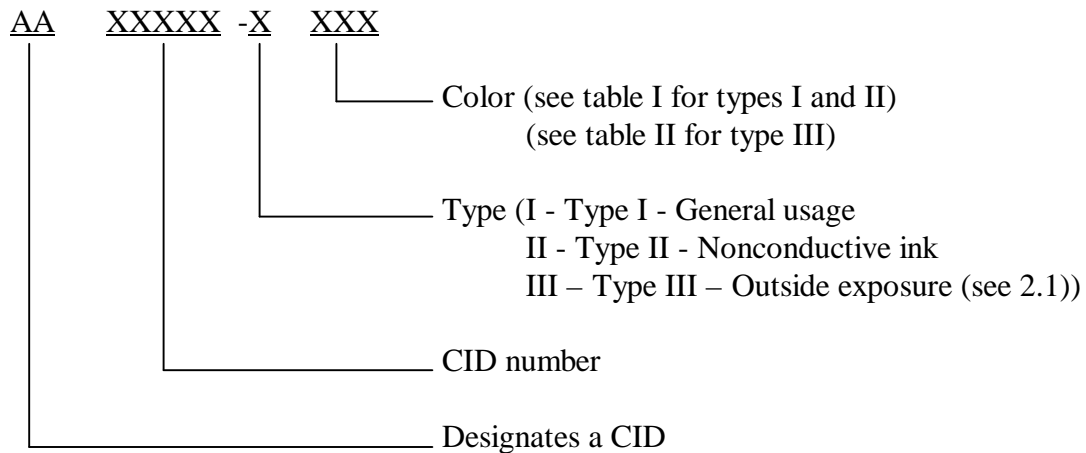 AA XXXXX -X XXX
Color (see table I for types I and II)
(see table II for type III)
Type (I - Type I - General usage
II - Type II - Nonconductive ink
III – Type III – Outside exposure (see 2.1))
CID number
Designates a CID